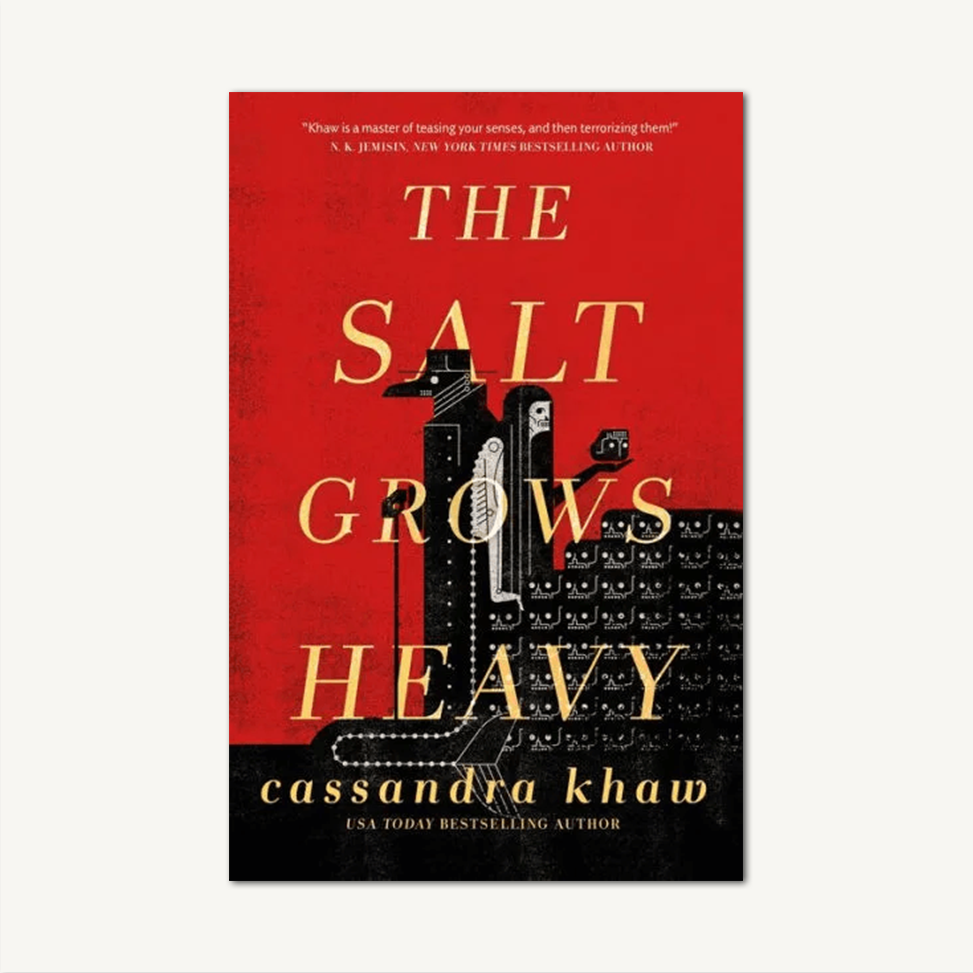 "Khaw is a master of teasing your senses, and then terrorizing them!"
N. K. JEMISIN, NEW YORK TIMES BESTSELLING AUTHOR
THE
SALT
GROWS
HEAVY
cassandra khaw
USA TODAY BESTSELLING AUTHOR